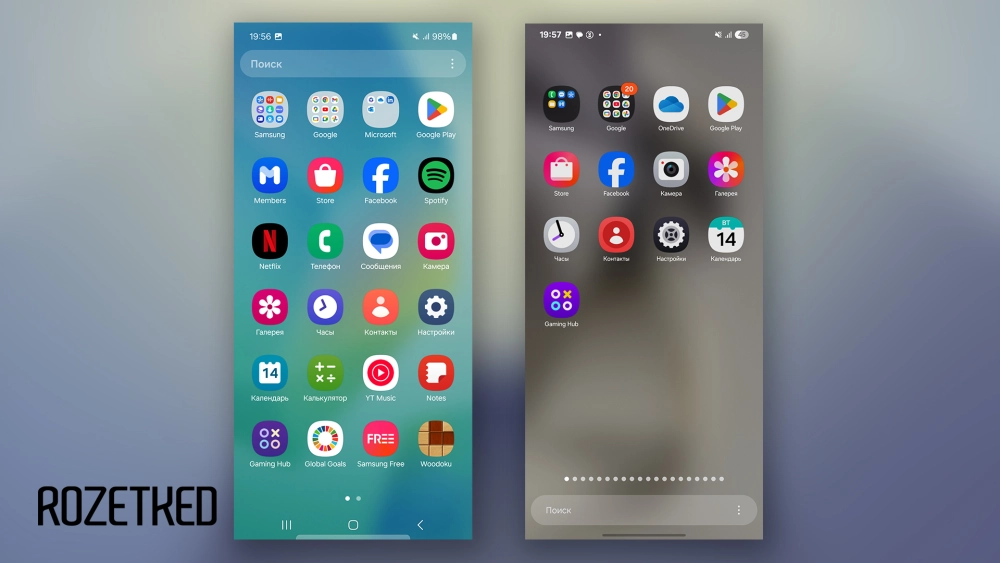 19:56
98%
Поиск
Samsung Google Microsoft Google Play
Members Store Facebook Spotify
Netflix Телефон Сообщения Камера
Галерея Часы Контакты Настройки
14
Календарь Калькулятор YT Music Notes
FREE
Gaming Hub Global Goals Samsung Free Woodoku
19:57
20
Samsung Google OneDrive Google Play
Store Facebook Камера Галерея
ВТ
14
Часы Контакты Настройки Календарь
Gaming Hub
Поиск
ROZETKED